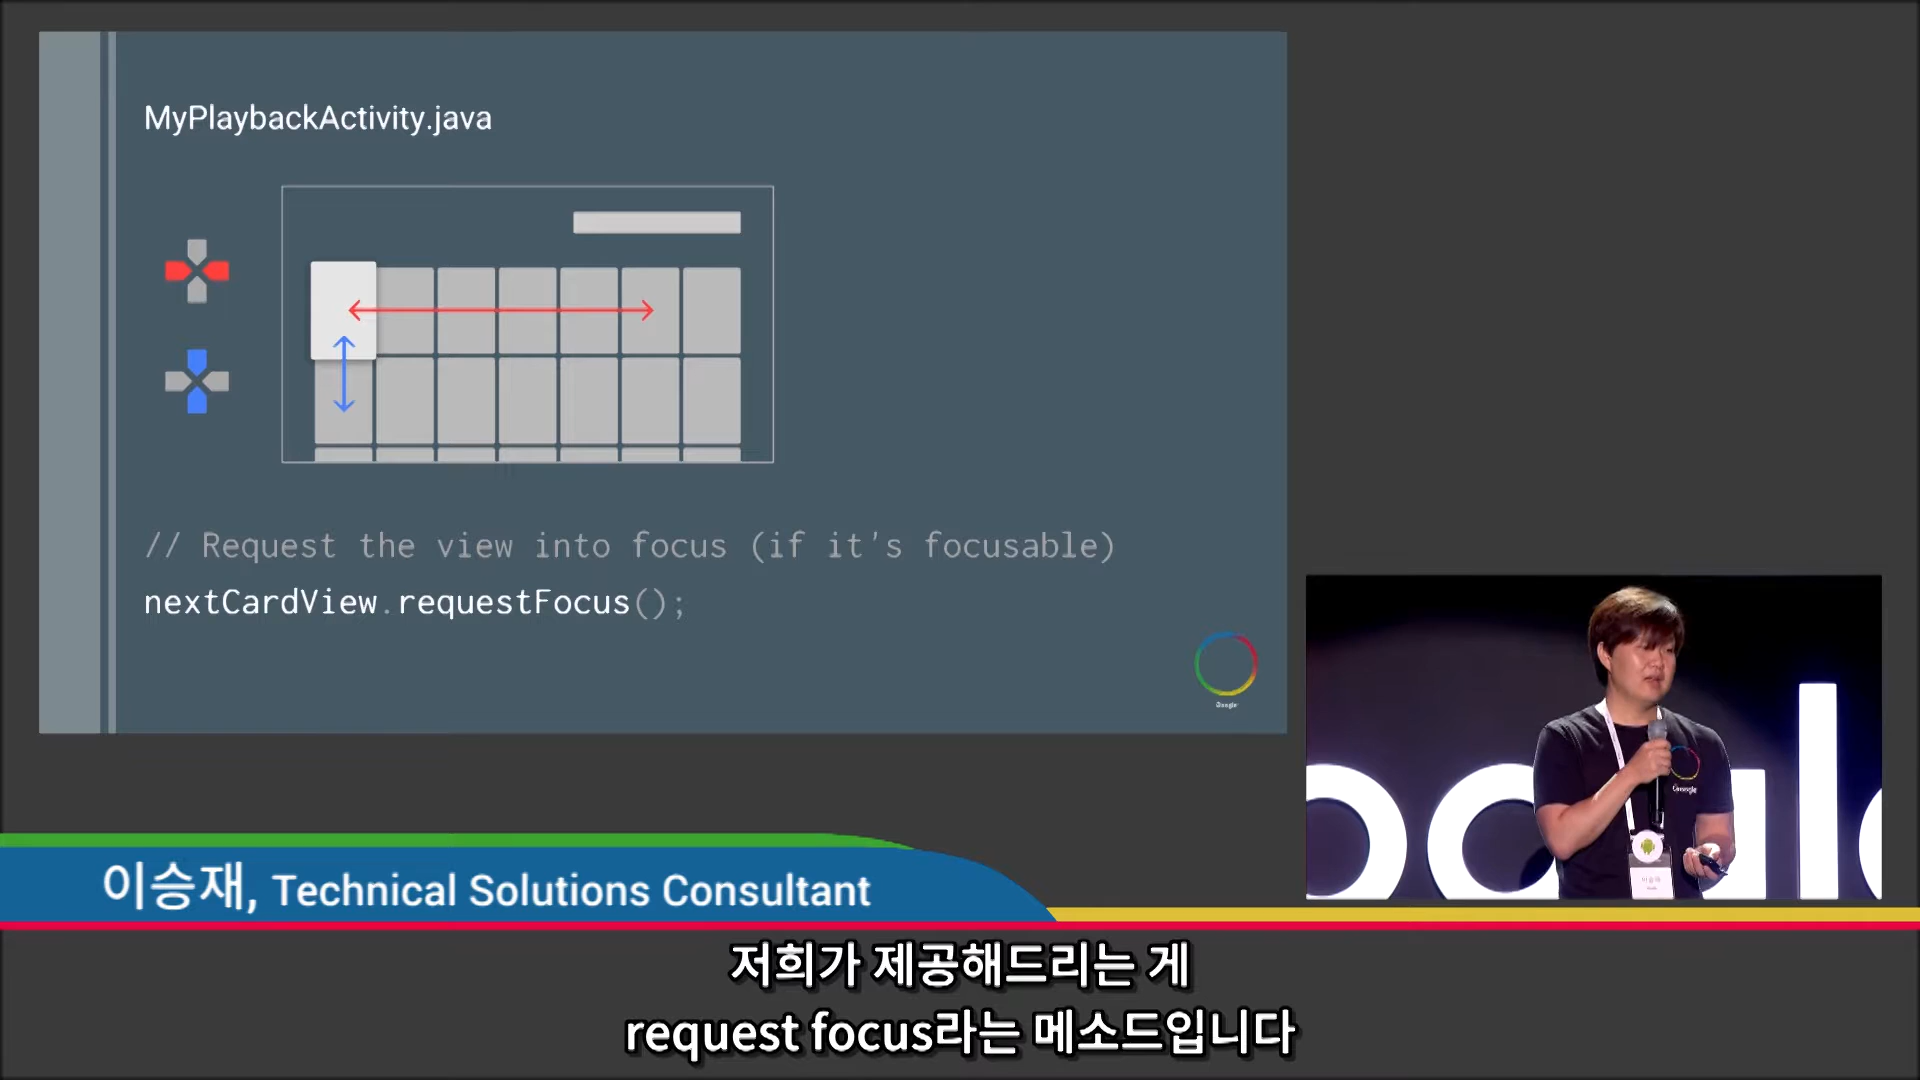 MyPlaybackActivity.java
// Request the view into focus (if it's focusable)
nextCardView.requestFocus();
Google
이승재, Technical Solutions Consultant
저희가 제공해드리는 게
request focus라는 메소드입니다